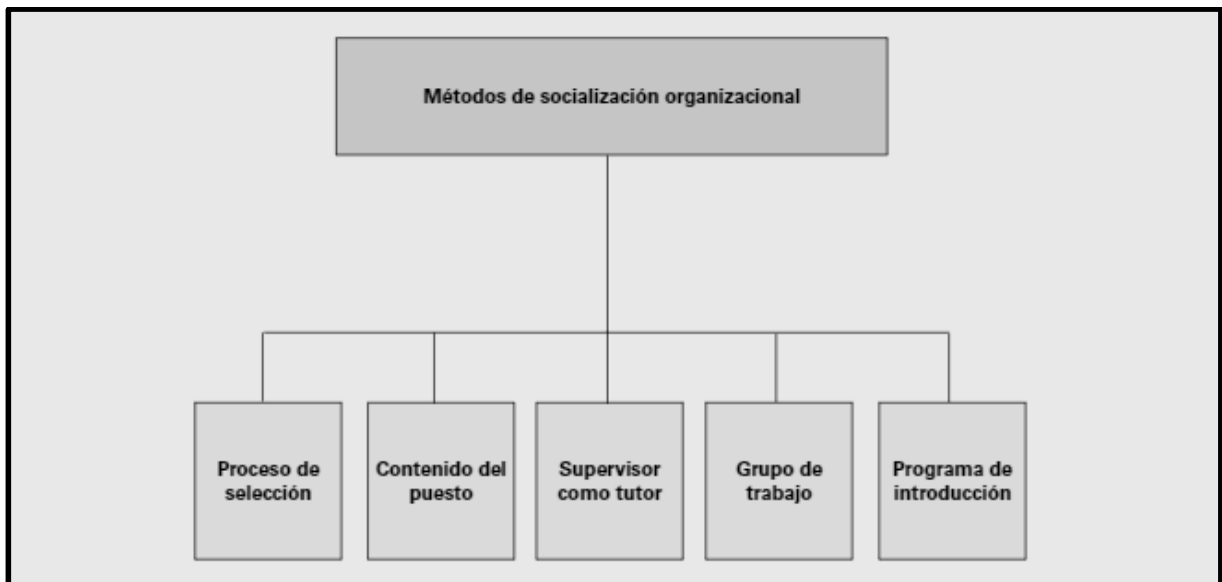 Métodos de socialización organizacional
Proceso de
selección
Contenido del
puesto
Supervisor
como tutor
Grupo de
trabajo
Programa de
introducción